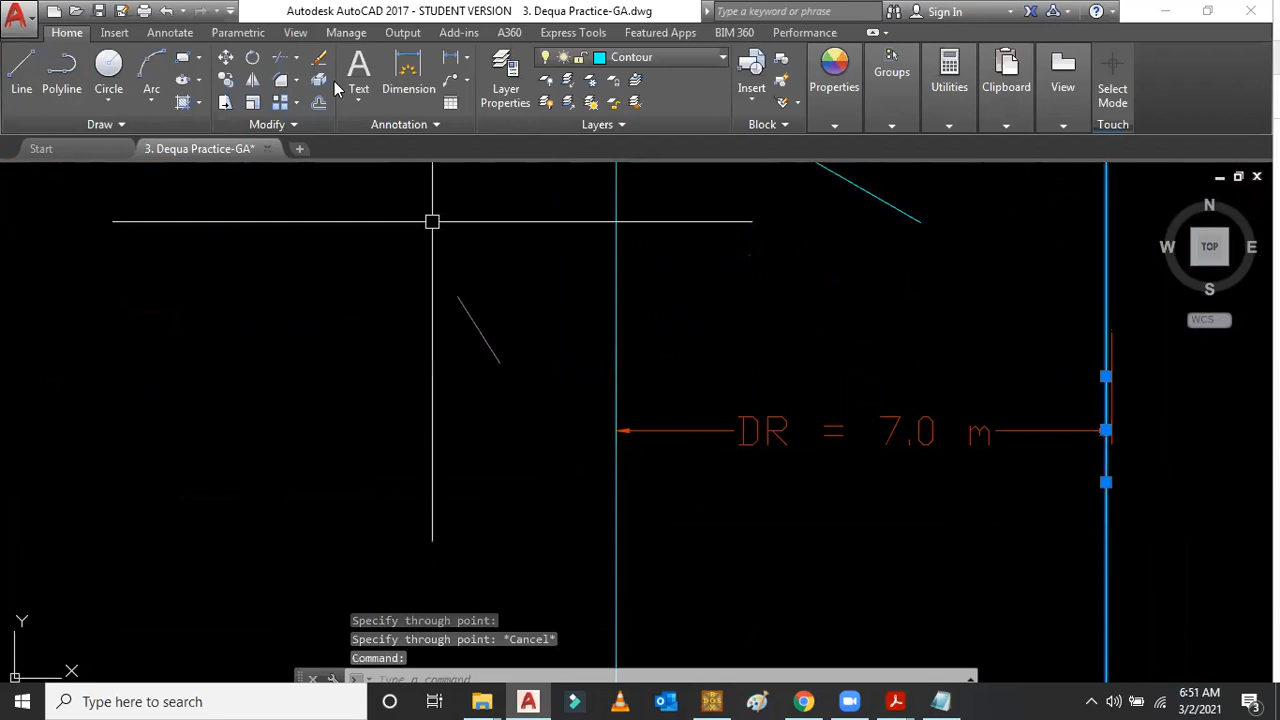 Autodesk AutoCAD 2017 - STUDENT VERSION 3. Dequa Practice-GA.dwg
Type a keyword or phrase
Sign In
Home Insert Annotate Parametric View Manage Output Add-ins A360 Express Tools Featured Apps BIM 360 Performance
Line Polyline Circle Arc
Text Dimension
Layer Properties
Contour
Insert
Properties
Groups
Utilities
Clipboard
View
Select Mode
Draw Modify Annotation Layers Block Touch
Start
3. Dequa Practice-GA*
N
W TOP E
S
WCS
DR = 7.0 m
Y
X
Specify through point:
Specify through point: *Cancel*
Command:
Type a command
Type here to search
6:51 AM
3/2/2021
3